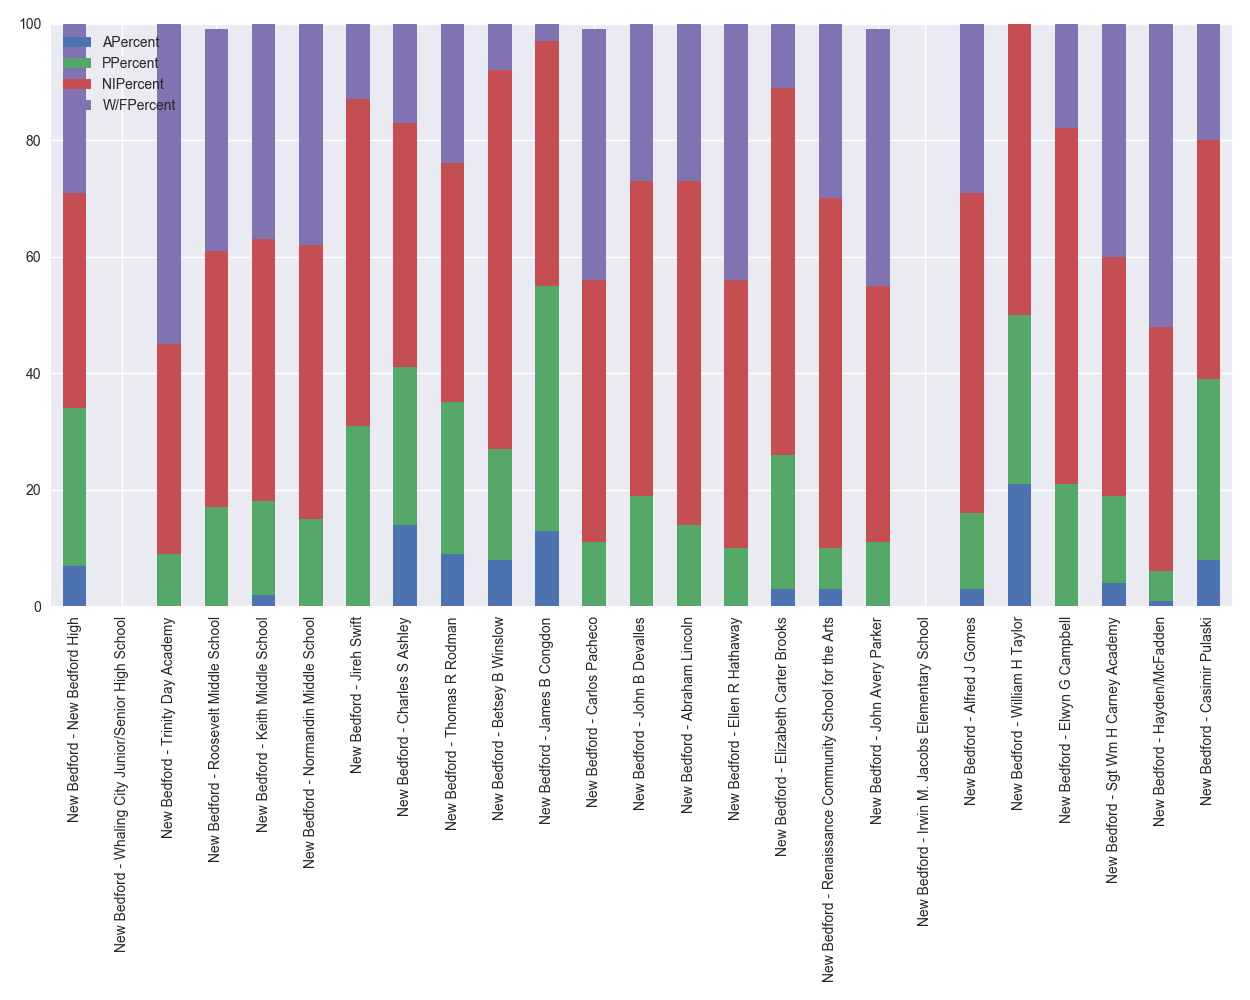 100
80
60
40
20
0
APercent
PPercent
NIPercent
W/FPercent
New Bedford - New Bedford High
New Bedford - Whaling City Junior/Senior High School
New Bedford - Trinity Day Academy
New Bedford - Roosevelt Middle School
New Bedford - Keith Middle School
New Bedford - Normandin Middle School
New Bedford - Jireh Swift
New Bedford - Charles S Ashley
New Bedford - Thomas R Rodman
New Bedford - Betsey B Winslow
New Bedford - James B Congdon
New Bedford - Carlos Pacheco
New Bedford - John B Devalles
New Bedford - Abraham Lincoln
New Bedford - Ellen R Hathaway
New Bedford - Elizabeth Carter Brooks
New Bedford - Renaissance Community School for the Arts
New Bedford - John Avery Parker
New Bedford - Irwin M. Jacobs Elementary School
New Bedford - Alfred J Gomes
New Bedford - William H Taylor
New Bedford - Elwyn G Campbell
New Bedford - Sgt Wm H Carney Academy
New Bedford - Hayden/McFadden
New Bedford - Casimir Pulaski